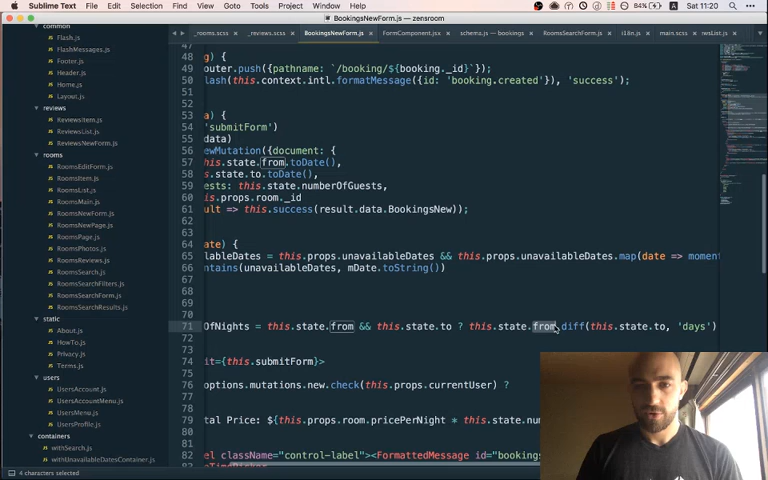 Sublime Text File Edit Selection Find View Goto Tools Project Window Help 84% Sat 11:20
BookingsNewForm.js — zensroom
_rooms.scss _reviews.scss BookingsNewForm.js FormComponent.jsx schema.js — bookings RoomsSearchForm.js i18n.js main.scss
common
Flash.js
FlashMessages.js
Footer.js
Header.js
Home.js
Layout.js
reviews
ReviewsItem.js
ReviewsList.js
ReviewsNewForm.js
rooms
RoomsEditForm.js
RoomsItem.js
RoomsList.js
RoomsMain.js
RoomsNewForm.js
RoomsNewPage.js
RoomsPage.js
RoomsPhotos.js
RoomsReviews.js
RoomsSearch.js
RoomsSearchFilters.js
RoomsSearchForm.js
RoomsSearchResults.js
static
About.js
HowTo.js
Privacy.js
Terms.js
users
UsersAccount.js
UsersAccountMenu.js
UsersMenu.js
UsersProfile.js
containers
withSearch.js
withUnavailableDatesContainer.js
47
48 g) {
49 outer.push({pathname: `/booking/${booking._id}`});
50 lash(this.context.intl.formatMessage({id: 'booking.created'}), 'success');
51
52
53 a) {
54 'submitForm')
55 data)
56 ewMutation({document: {
57 his.state.from.toDate(),
58 s.state.to.toDate(),
59 ests: this.state.numberOfGuests,
60 is.props.room._id
61 ult => this.success(result.data.BookingsNew));
62
63
64 ate) {
65 lableDates = this.props.unavailableDates && this.props.unavailableDates.map(date => moment
66 ntains(unavailableDates, mDate.toString())
67
68
69
70
71 OfNights = this.state.from && this.state.to ? this.state.from.diff(this.state.to, 'days')
72
73
74 it={this.submitForm}>
75
76 options.mutations.new.check(this.props.currentUser) ?
77
78
79 tal Price: ${this.props.room.pricePerNight * this.state.num
80
81
82 el className="control-label"><FormattedMessage id="bookings
4 characters selected